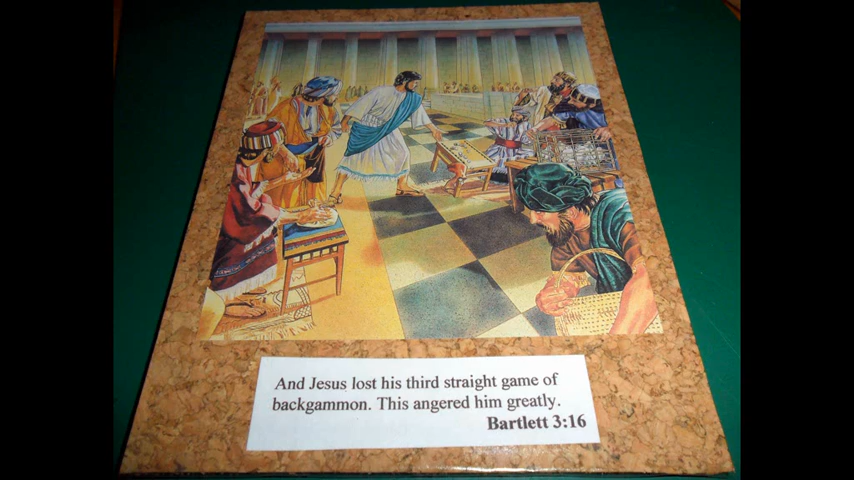 And Jesus lost his third straight game of
backgammon. This angered him greatly.
Bartlett 3:16